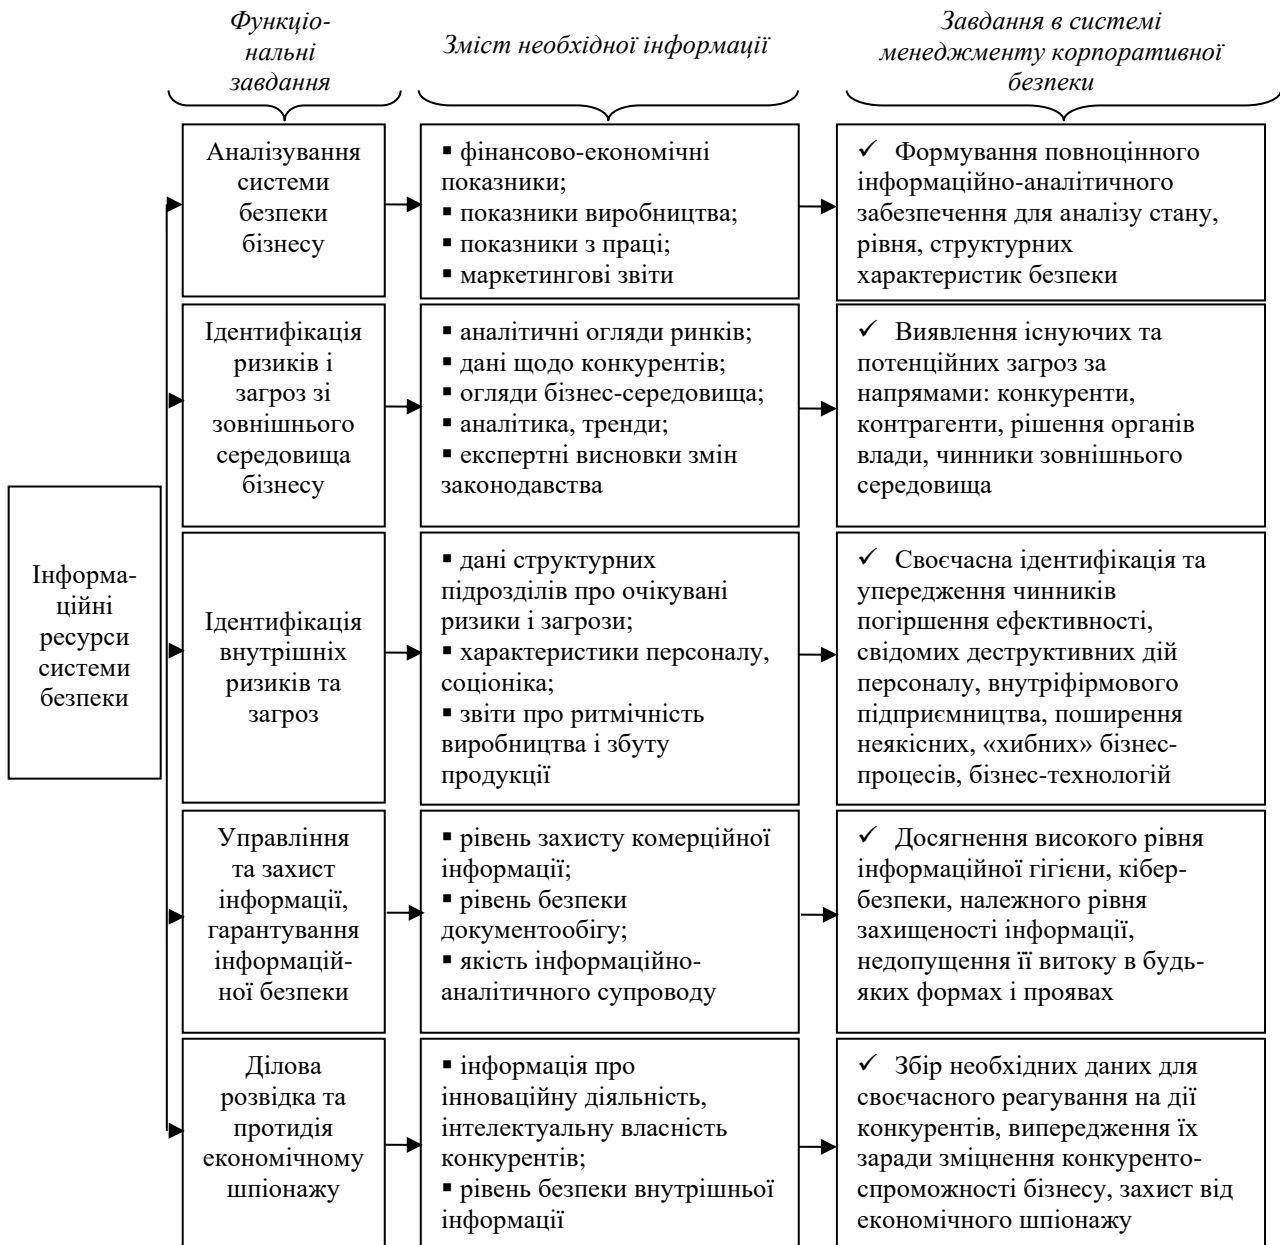 Функціо-
нальні
завдання
Зміст необхідної інформації
Завдання в системі
менеджменту корпоративної
безпеки
Інформа-
ційні
ресурси
системи
безпеки
Аналізування
системи
безпеки
бізнесу
▪ фінансово-економічні
показники;
▪ показники виробництва;
▪ показники з праці;
▪ маркетингові звіти
✓ Формування повноцінного
інформаційно-аналітичного
забезпечення для аналізу стану,
рівня, структурних
характеристик безпеки
Ідентифікація
ризиків і
загроз зі
зовнішнього
середовища
бізнесу
▪ аналітичні огляди ринків;
▪ дані щодо конкурентів;
▪ огляди бізнес-середовища;
▪ аналітика, тренди;
▪ експертні висновки змін
законодавства
✓ Виявлення існуючих та
потенційних загроз за
напрямами: конкуренти,
контрагенти, рішення органів
влади, чинники зовнішнього
середовища
Ідентифікація
внутрішніх
ризиків та
загроз
▪ дані структурних
підрозділів про очікувані
ризики і загрози;
▪ характеристики персоналу,
соціоніка;
▪ звіти про ритмічність
виробництва і збуту
продукції
✓ Своєчасна ідентифікація та
упередження чинників
погіршення ефективності,
свідомих деструктивних дій
персоналу, внутріфірмового
підприємництва, поширення
неякісних, «хибних» бізнес-
процесів, бізнес-технологій
Управління
та захист
інформації,
гарантування
інформацій-
ної безпеки
▪ рівень захисту комерційної
інформації;
▪ рівень безпеки
документообігу;
▪ якість інформаційно-
аналітичного супроводу
✓ Досягнення високого рівня
інформаційної гігієни, кібер-
безпеки, належного рівня
захищеності інформації,
недопущення її витоку в будь-
яких формах і проявах
Ділова
розвідка та
протидія
економічному
шпіонажу
▪ інформація про
інноваційну діяльність,
інтелектуальну власність
конкурентів;
▪ рівень безпеки внутрішньої
інформації
✓ Збір необхідних даних для
своєчасного реагування на дії
конкурентів, випередження їх
заради зміцнення конкуренто-
спроможності бізнесу, захист від
економічного шпіонажу